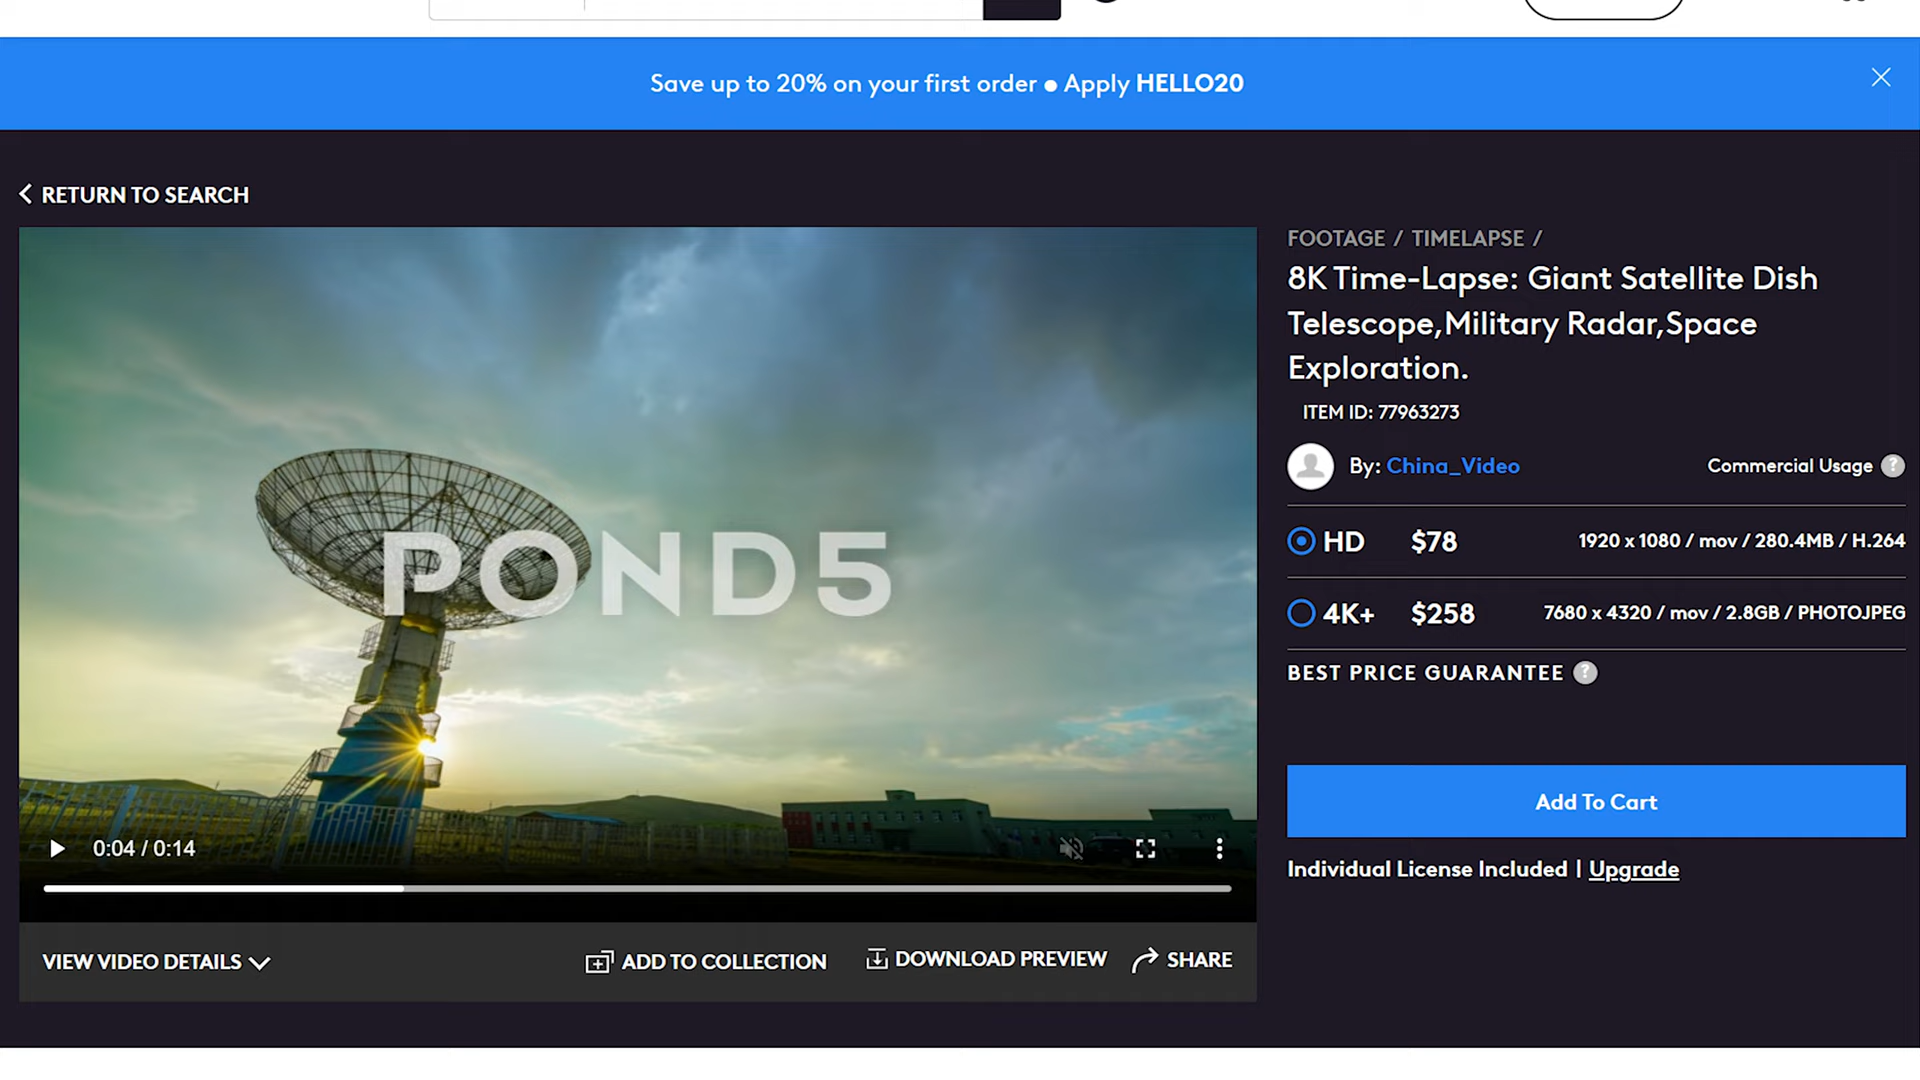 Save up to 20% on your first order ● Apply HELLO20
RETURN TO SEARCH
FOOTAGE / TIMELAPSE /
8K Time-Lapse: Giant Satellite Dish
Telescope,Military Radar,Space
Exploration.
ITEM ID: 77963273
By: China_Video
Commercial Usage ?
HD $78 1920 x 1080 / mov / 280.4MB / H.264
4K+ $258 7680 x 4320 / mov / 2.8GB / PHOTOJPEG
BEST PRICE GUARANTEE ?
Add To Cart
Individual License Included | Upgrade
POND5
0:04 / 0:14
VIEW VIDEO DETAILS
ADD TO COLLECTION
DOWNLOAD PREVIEW
SHARE